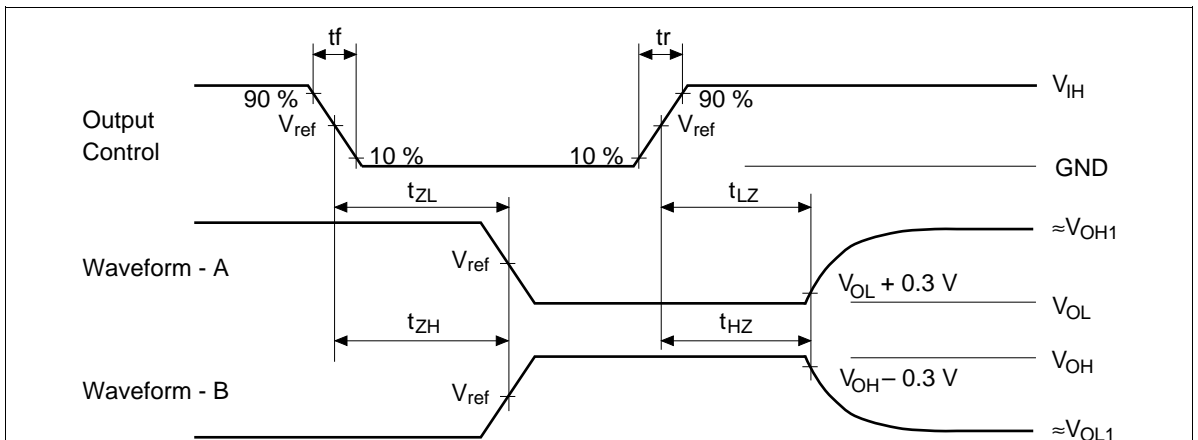 tf
tr
90 %
90 %
V_IH
Output
Control
V_ref
V_ref
10 %
10 %
GND
t_ZL
t_LZ
≈V_OH1
Waveform - A
V_ref
V_OL + 0.3 V
V_OL
t_ZH
t_HZ
V_OH
Waveform - B
V_ref
V_OH – 0.3 V
≈V_OL1